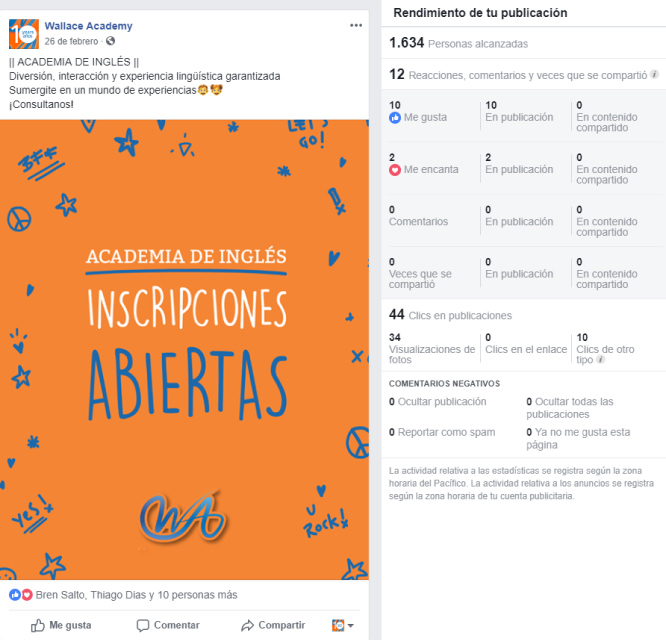 Wallace Academy
26 de febrero ·
|| ACADEMIA DE INGLÉS ||
Diversión, interacción y experiencia lingüística garantizada
Sumergite en un mundo de experiencias
¡Consultanos!
10 years años
LET'S
GO!
B.F.F
ACADEMIA DE INGLÉS
INSCRIPCIONES
ABIERTAS
WA
yes!
U
Rock!
Bren Salto, Thiago Dias y 10 personas más
Me gusta
Comentar
Compartir
Rendimiento de tu publicación
1.634 Personas alcanzadas
12 Reacciones, comentarios y veces que se compartió
10
Me gusta
10
En publicación
0
En contenido
compartido
2
Me encanta
2
En publicación
0
En contenido
compartido
0
Comentarios
0
En publicación
0
En contenido
compartido
0
Veces que se
compartió
0
En publicación
0
En contenido
compartido
44 Clics en publicaciones
34
Visualizaciones de
fotos
0
Clics en el enlace
10
Clics de otro
tipo
COMENTARIOS NEGATIVOS
0 Ocultar publicación
0 Ocultar todas las
publicaciones
0 Reportar como spam
0 Ya no me gusta esta
página
La actividad relativa a las estadísticas se registra según la zona
horaria del Pacífico. La actividad relativa a los anuncios se registra
según la zona horaria de tu cuenta publicitaria.